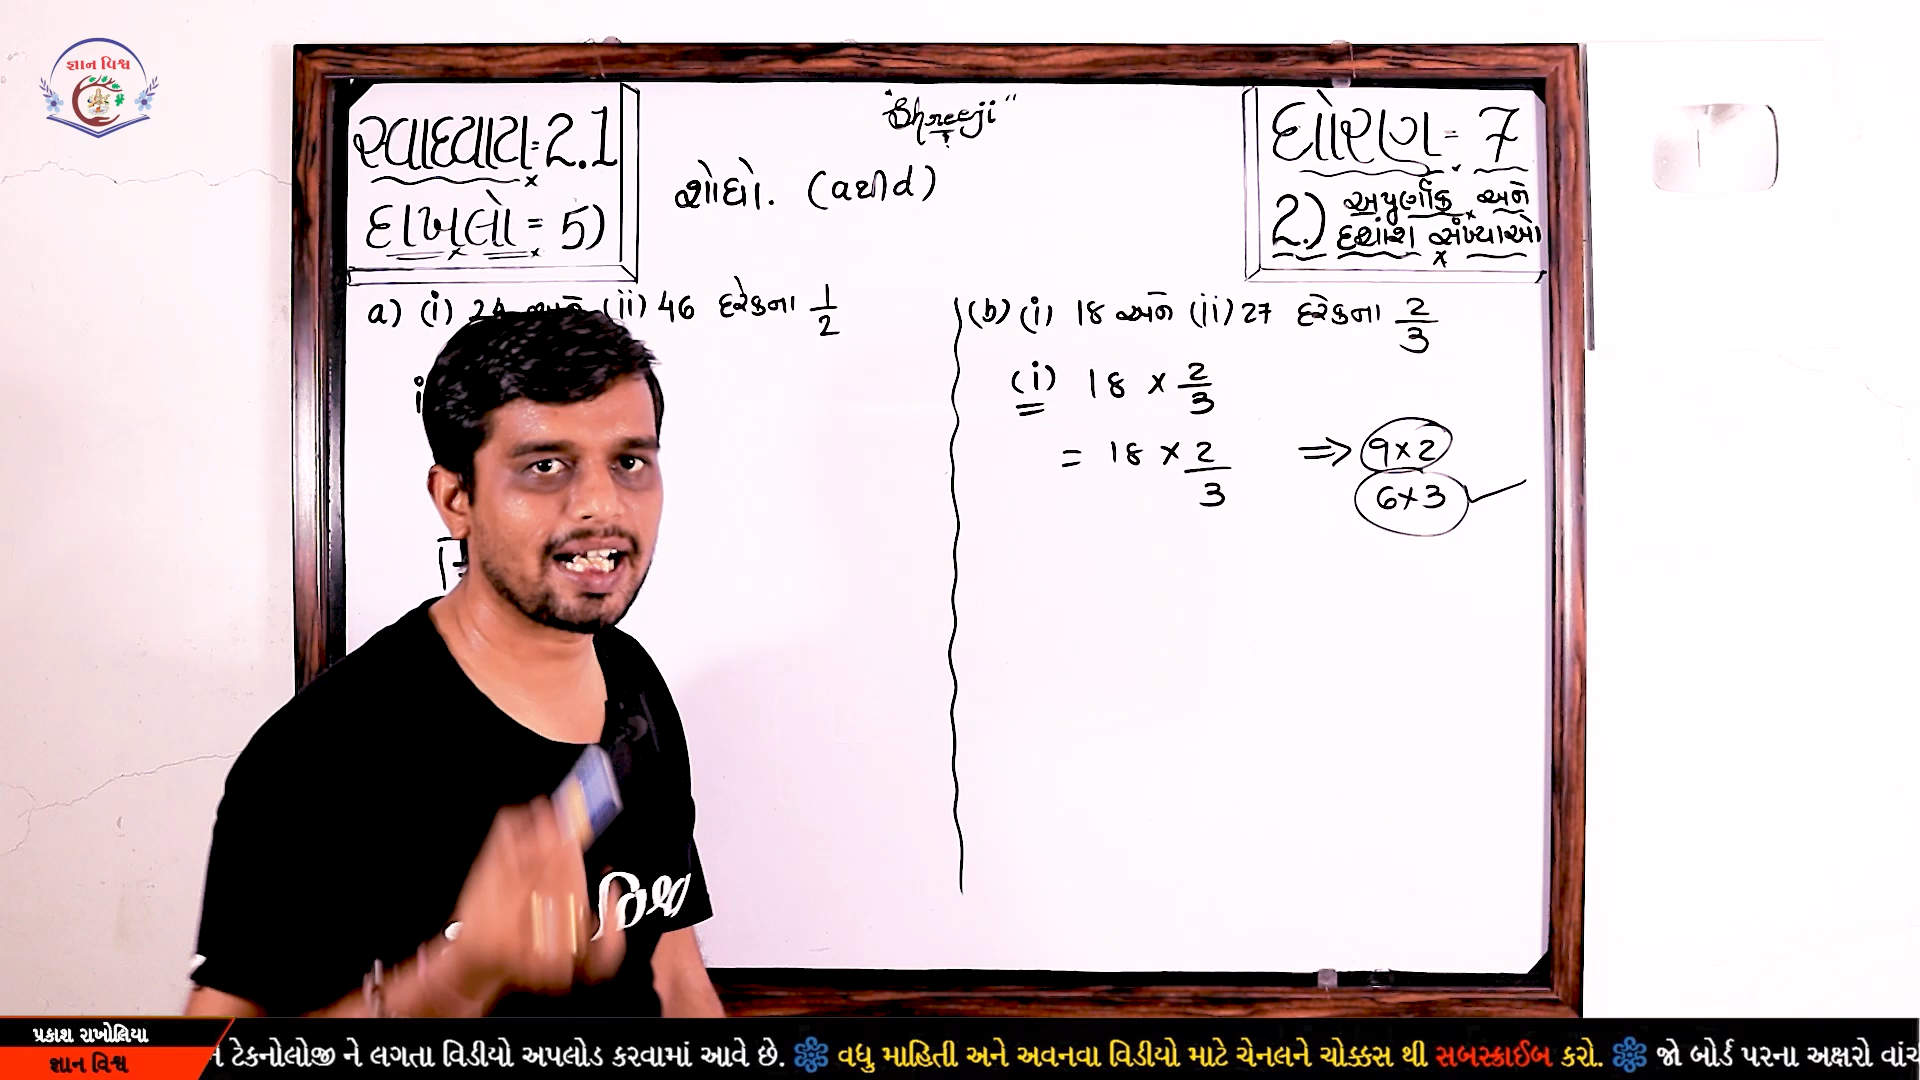 જ્ઞાન વિશ્વ
સ્વાધ્યાય = 2.1
દાખલો = 5)
"Shreeji"
શોધો. (a થી d)
ધોરણ = 7
2.) અપૂર્ણાંક અને
દશાંશ સંખ્યાઓ
a) (i) 24 અને (ii) 46 દરેકના 1/2
(b) (i) 18 અને (ii) 27 દરેકના 2/3
(i) 18 × 2/3
= 18 × 2/3 ⇒ 9×2
6×3
વિશ્વ
પ્રકાશ રાખોલિયા
જ્ઞાન વિશ્વ
ટેકનોલોજી ને લગતા વિડીયો અપલોડ કરવામાં આવે છે. વધુ માહિતી અને અવનવા વિડીયો માટે ચેનલને ચોક્કસ થી સબસ્ક્રાઈબ કરો. જો બોર્ડ પરના અક્ષરો